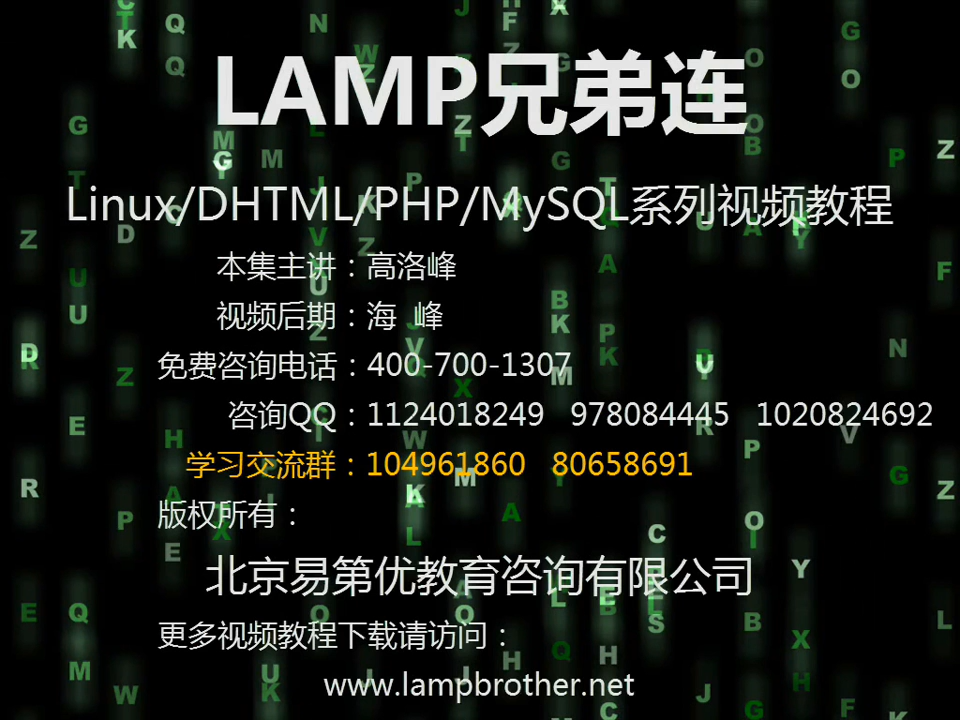 LAMP兄弟连
Linux/DHTML/PHP/MySQL系列视频教程
本集主讲：高洛峰
视频后期：海 峰
免费咨询电话：400-700-1307
咨询QQ：1124018249 978084445 1020824692
学习交流群：104961860 80658691
版权所有：
北京易第优教育咨询有限公司
更多视频教程下载请访问：
www.lampbrother.net